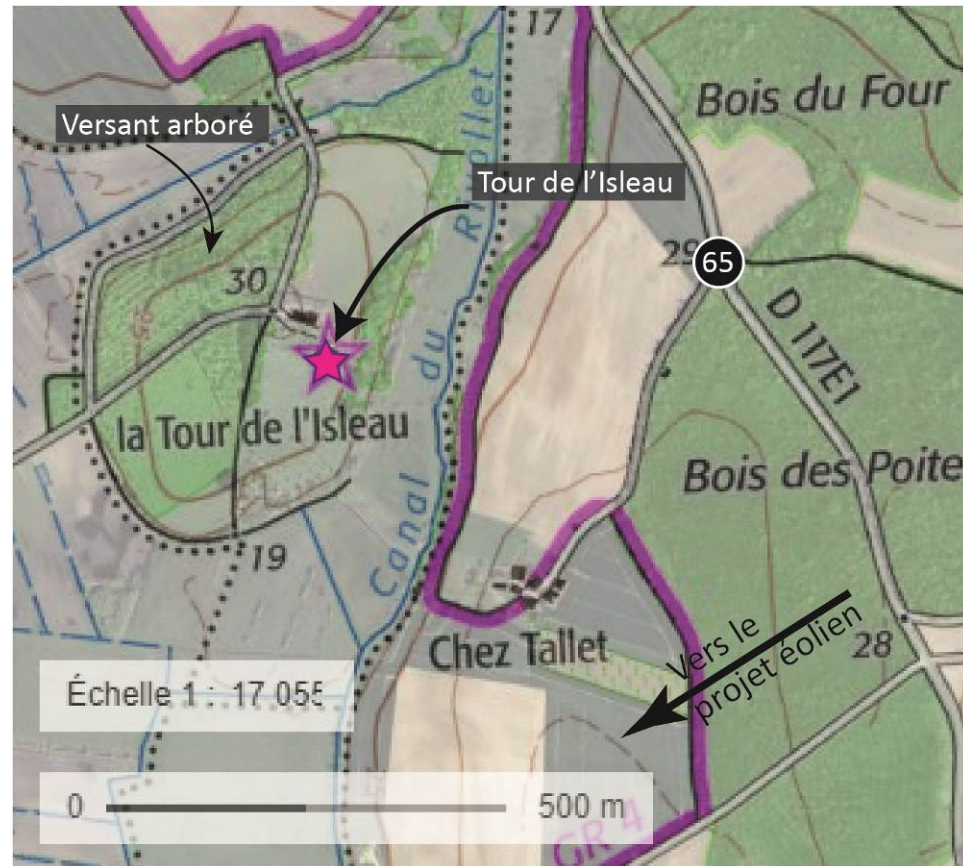 17
Bois du Four
Versant arboré
Tour de l'Isleau
29
65
30
D 117E1
la Tour de l'Isleau
Canal du Rivollet
Bois des Poite
19
Chez Tallet
Vers le
projet éolien
28
Échelle 1 : 17 055
0 500 m
GR 4